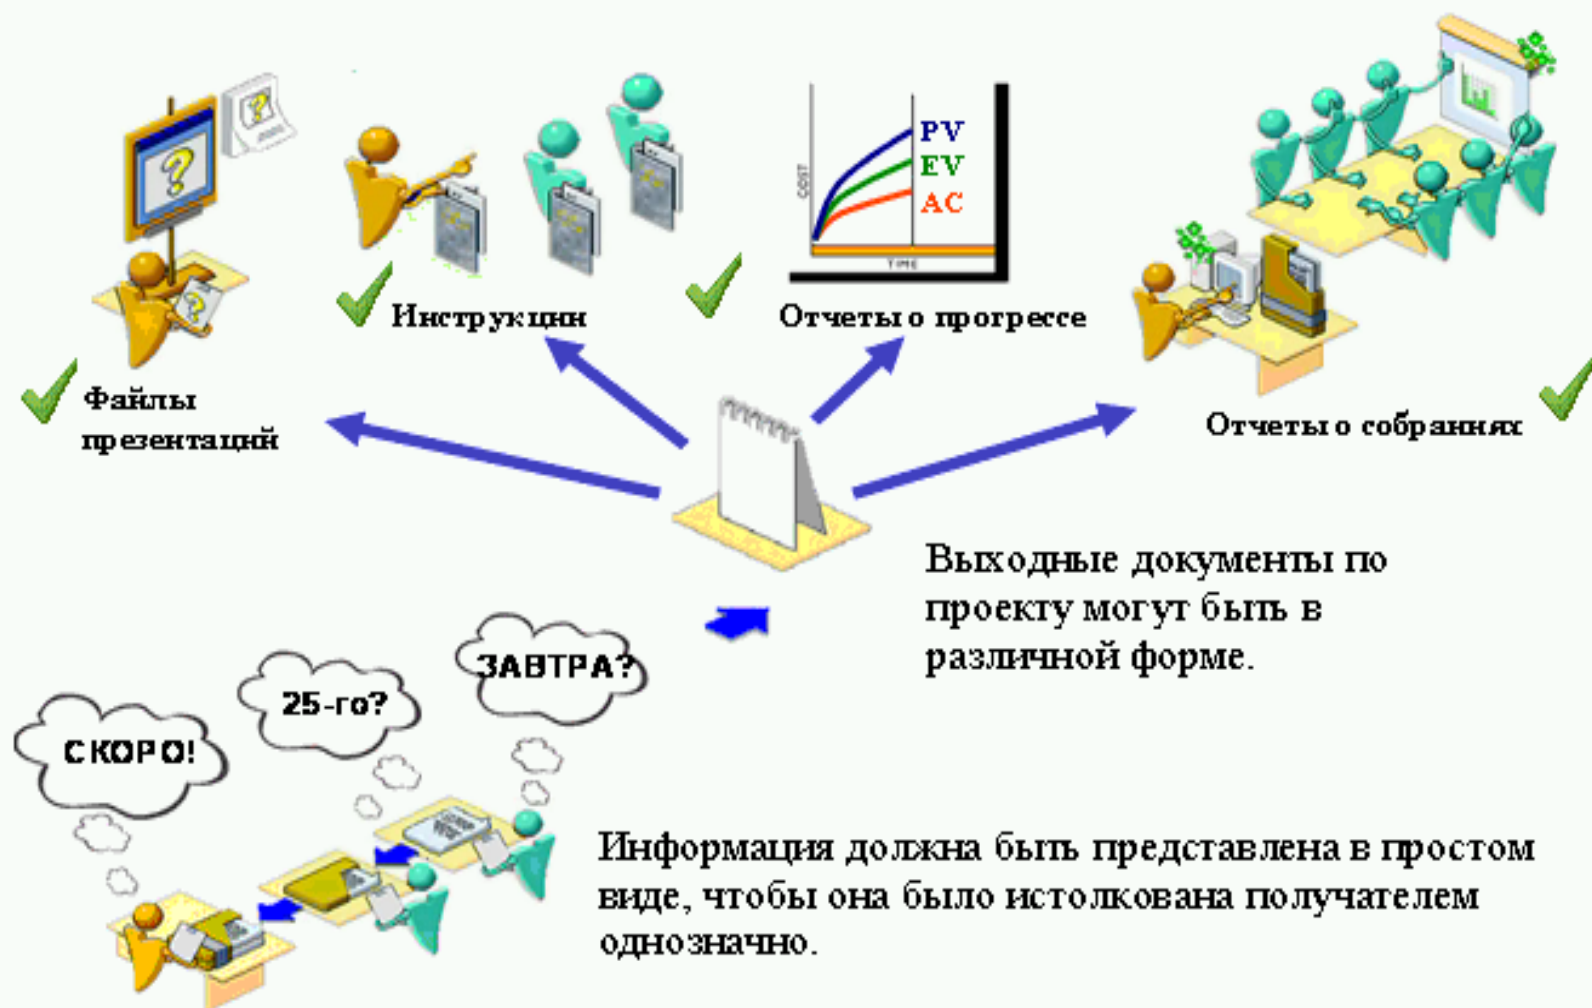 PV
EV
AC
COST
TIME
Инструкции
Отчеты о прогрессе
Файлы
презентаций
Отчеты о собраниях
Выходные документы по
проекту могут быть в
различной форме.
ЗАВТРА?
25-го?
СКОРО!
Информация должна быть представлена в простом
виде, чтобы она было истолкована получателем
однозначно.